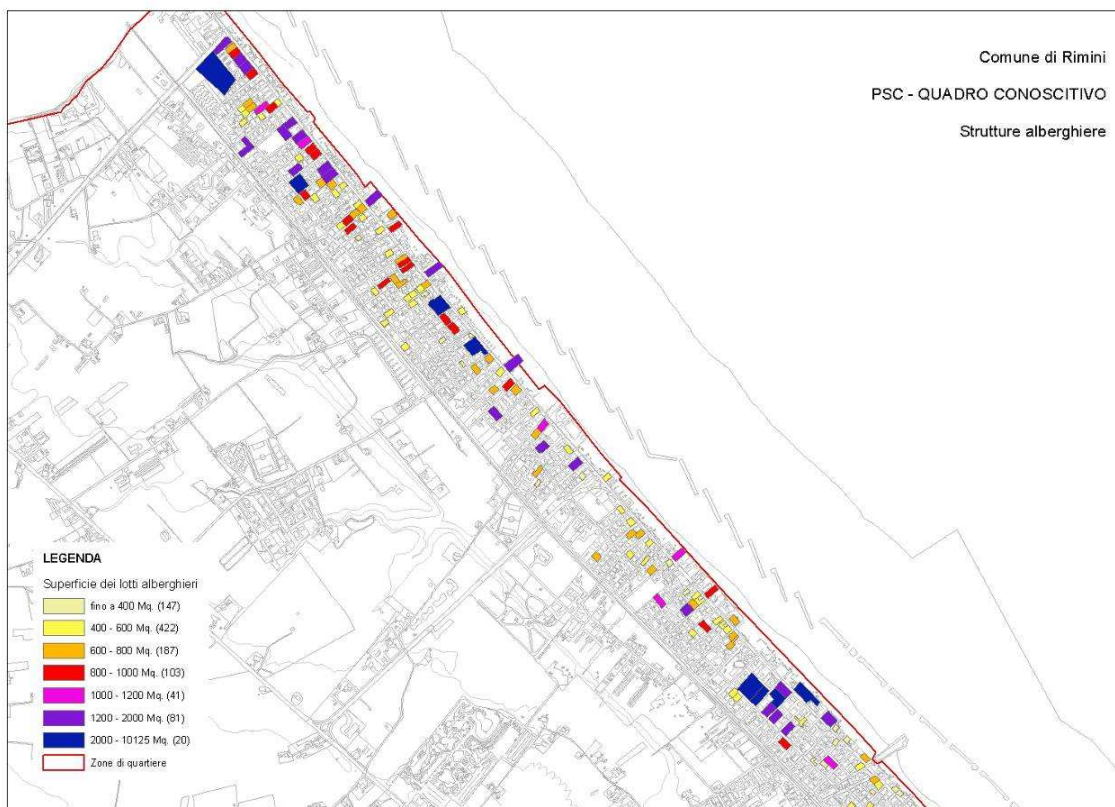 Comune di Rimini
PSC - QUADRO CONOSCITIVO
Strutture alberghiere
LEGENDA
Superficie dei lotti alberghieri
fino a 400 Mq. (147)
400 - 600 Mq. (422)
600 - 800 Mq. (187)
800 - 1000 Mq. (103)
1000 - 1200 Mq. (41)
1200 - 2000 Mq. (81)
2000 - 10125 Mq. (20)
Zone di quartiere